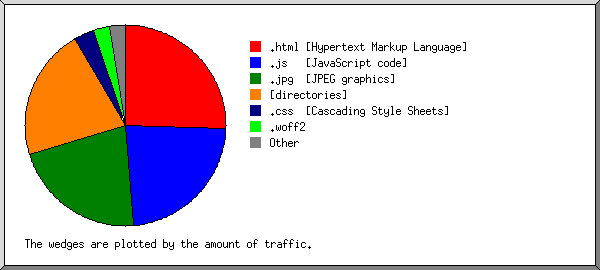 .html [Hypertext Markup Language]
.js [JavaScript code]
.jpg [JPEG graphics]
[directories]
.css [Cascading Style Sheets]
.woff2
Other
The wedges are plotted by the amount of traffic.